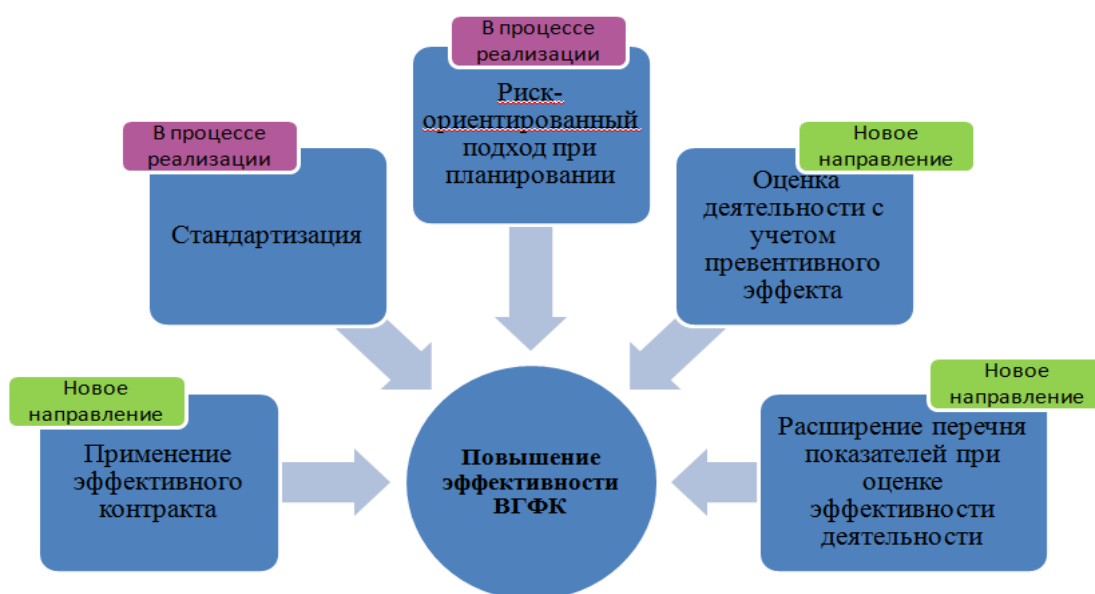 В процессе
реализации
Риск-
ориентированный
подход при
планировании
В процессе
реализации
Стандартизация
Новое
направление
Оценка
деятельности с
учетом
превентивного
эффекта
Новое
направление
Применение
эффективного
контракта
Повышение
эффективности
ВГФК
Новое
направление
Расширение перечня
показателей при
оценке
эффективности
деятельности